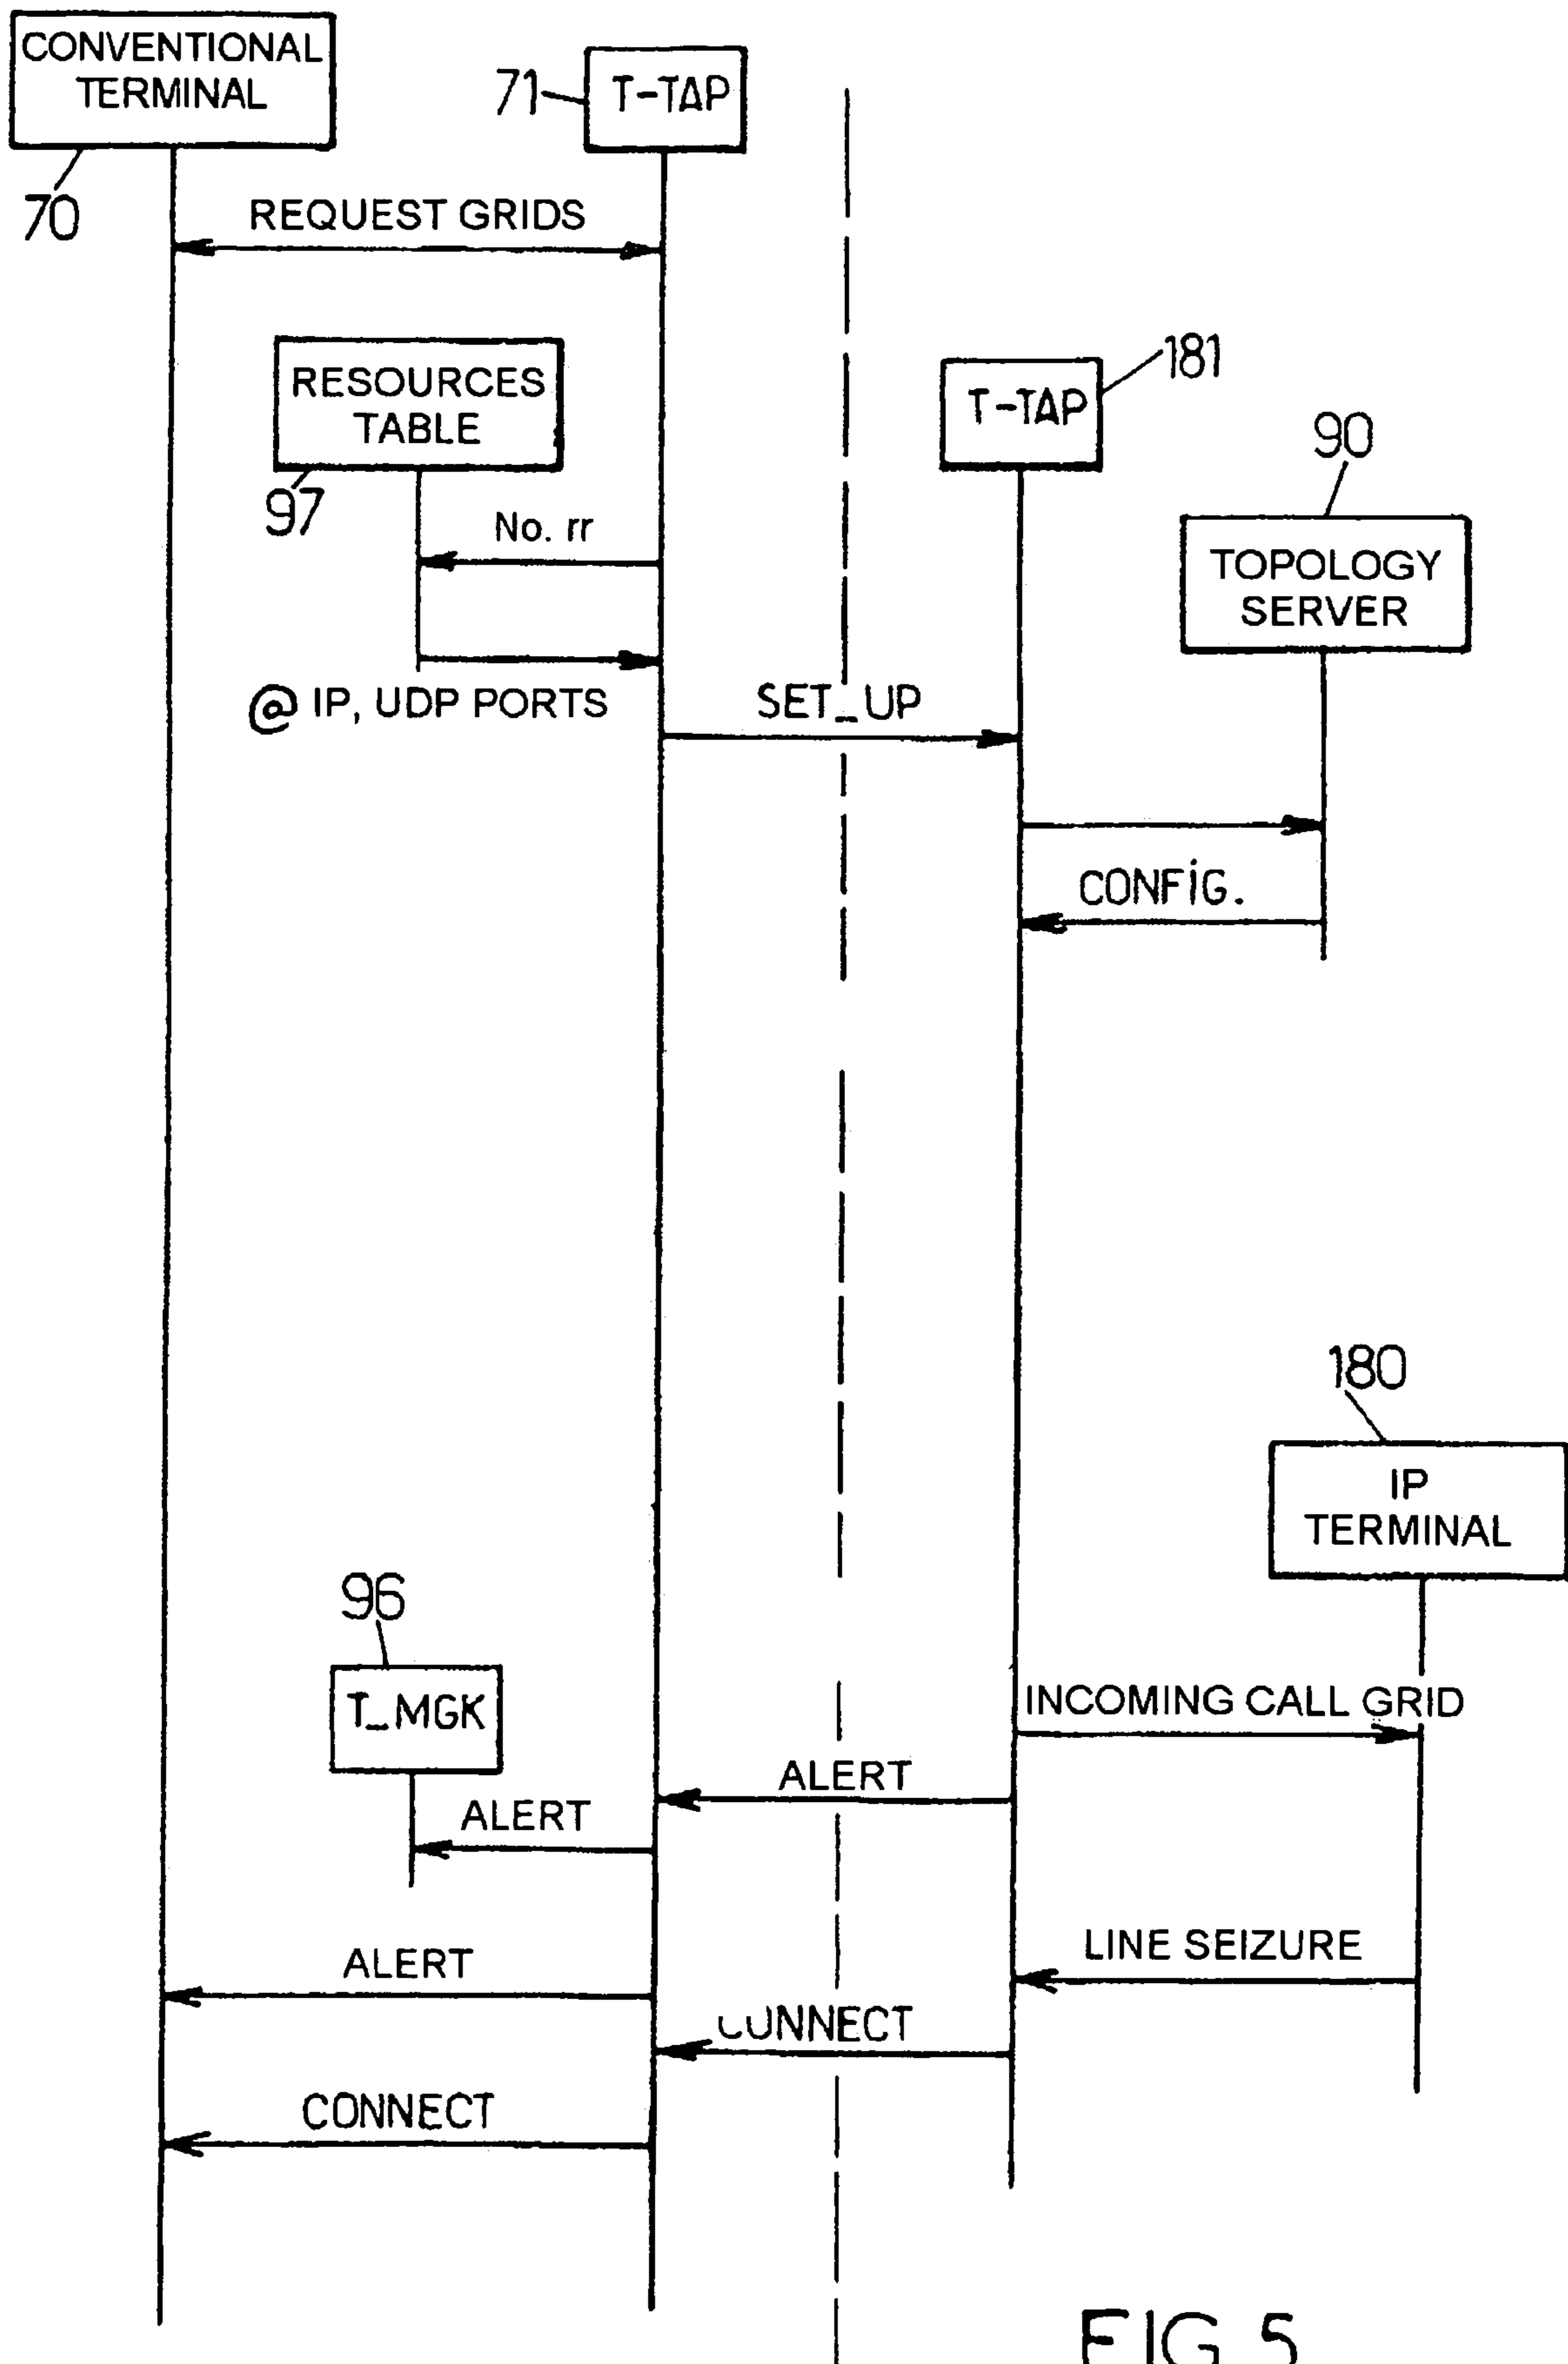 CONVENTIONAL
TERMINAL
70
71
T-TAP
REQUEST GRIDS
RESOURCES
TABLE
97
No. rr
@ IP, UDP PORTS
181
T-TAP
90
TOPOLOGY
SERVER
SET_UP
CONFiG.
180
IP
TERMINAL
96
T_MGK
INCOMING CALL GRID
ALERT
ALERT
LINE SEIZURE
ALERT
CONNECT
CONNECT
FIG. 5